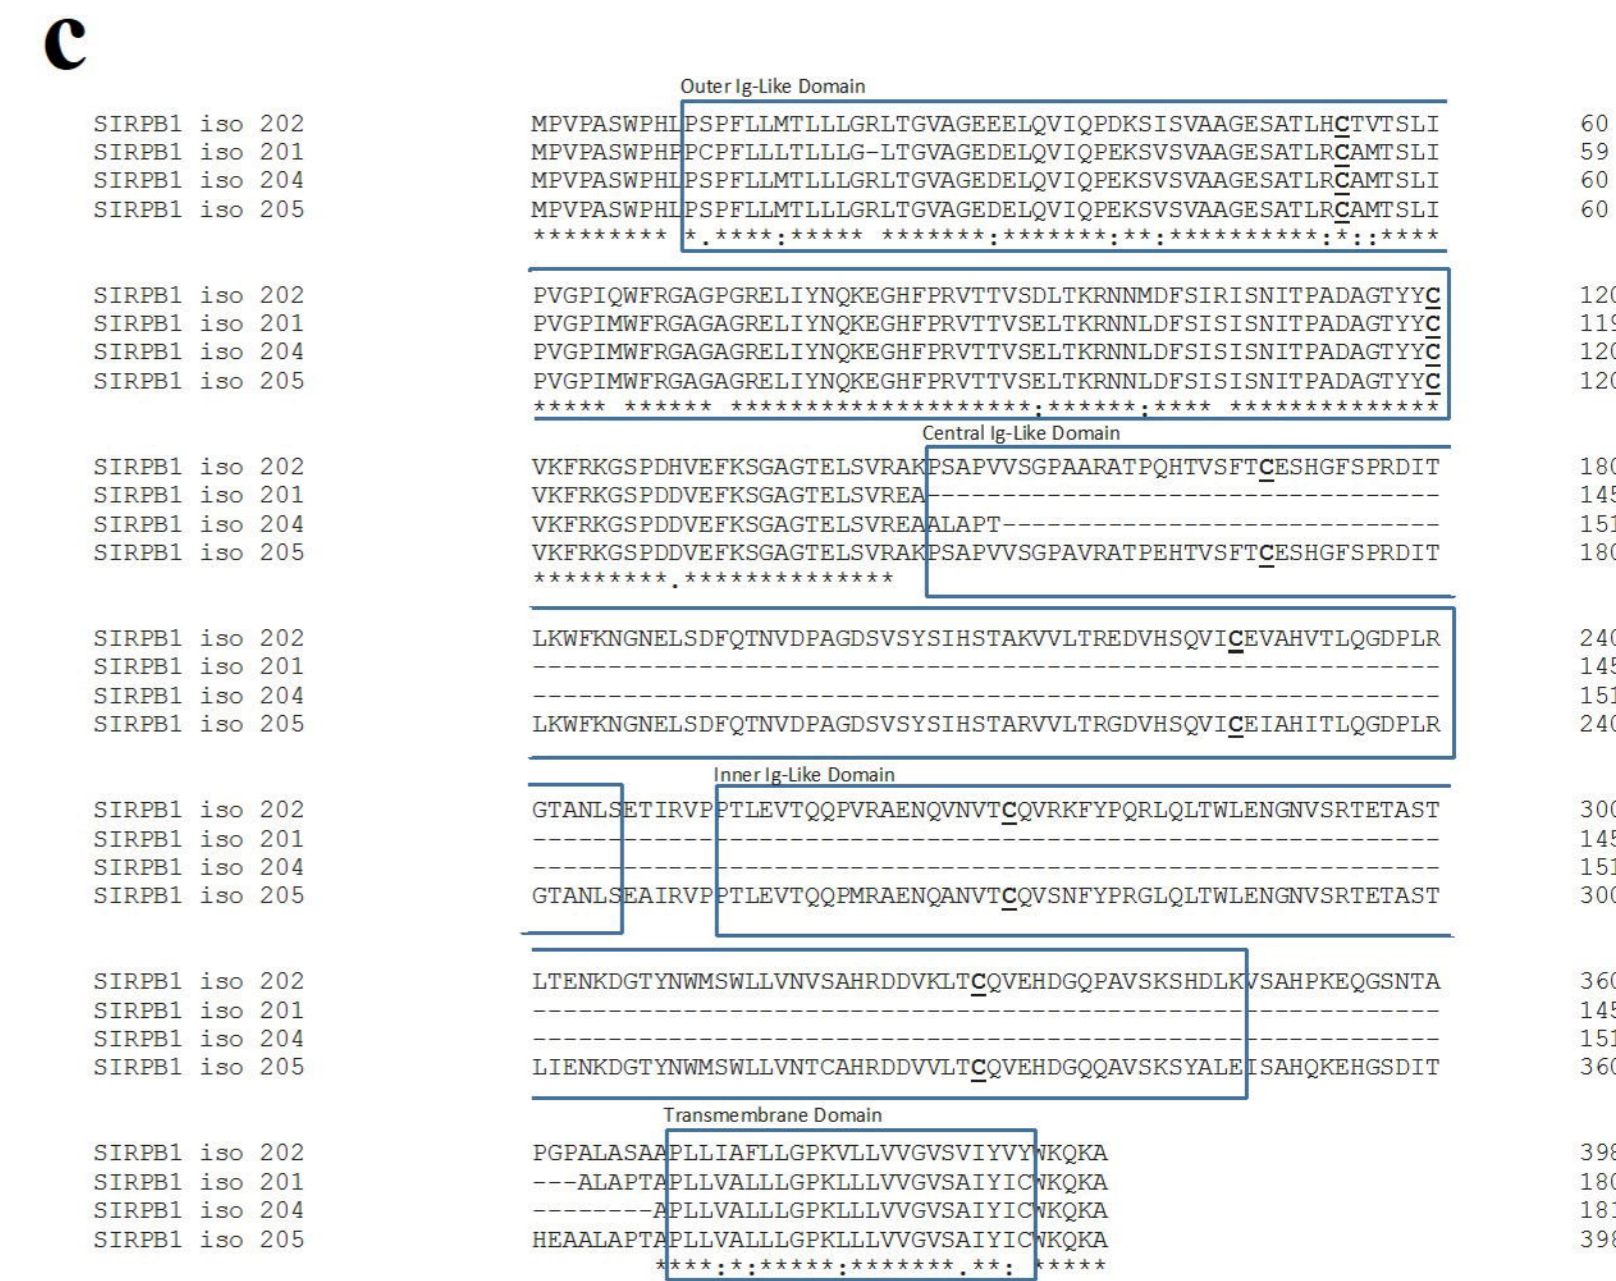 c
Outer Ig-Like Domain
SIRPB1 iso 202 MPVPASWPHLPSPFLLMTLLLGRLTGVAGEEELQVIQPDKSISVAAGESATLHCTVTSLI 60
SIRPB1 iso 201 MPVPASWPHPPCPFLLLTLLLG-LTGVAGEDELQVIQPEKSVSVAAGESATLRCAMTSLI 59
SIRPB1 iso 204 MPVPASWPHLPSPFLLMTLLLGRLTGVAGEDELQVIQPEKSVSVAAGESATLRCAMTSLI 60
SIRPB1 iso 205 MPVPASWPHLPSPFLLMTLLLGRLTGVAGEDELQVIQPEKSVSVAAGESATLRCAMTSLI 60
********* *.****:***** *******:*******:**:**********:*::****
SIRPB1 iso 202 PVGPIQWFRGAGPGRELIYNQKEGHFPRVTTVSDLTKRNNMDFSIRISNITPADAGTYYC 120
SIRPB1 iso 201 PVGPIMWFRGAGAGRELIYNQKEGHFPRVTTVSELTKRNNLDFSISISNITPADAGTYYC 119
SIRPB1 iso 204 PVGPIMWFRGAGAGRELIYNQKEGHFPRVTTVSELTKRNNLDFSISISNITPADAGTYYC 120
SIRPB1 iso 205 PVGPIMWFRGAGAGRELIYNQKEGHFPRVTTVSELTKRNNLDFSISISNITPADAGTYYC 120
***** ****** ********************:******:**** **************
Central Ig-Like Domain
SIRPB1 iso 202 VKFRKGSPDHVEFKSGAGTELSVRAKPSAPVVSGPAARATPQHTVSFTCESHGFSPRDIT 180
SIRPB1 iso 201 VKFRKGSPDDVEFKSGAGTELSVREA---------------------------------- 145
SIRPB1 iso 204 VKFRKGSPDDVEFKSGAGTELSVREAALAPT----------------------------- 151
SIRPB1 iso 205 VKFRKGSPDDVEFKSGAGTELSVRAKPSAPVVSGPAVRATPEHTVSFTCESHGFSPRDIT 180
*********.**************
SIRPB1 iso 202 LKWFKNGNELSDFQTNVDPAGDSVSYSIHSTAKVVLTREDVHSQVICEVAHVTLQGDPLR 240
SIRPB1 iso 201 ------------------------------------------------------------ 145
SIRPB1 iso 204 ------------------------------------------------------------ 151
SIRPB1 iso 205 LKWFKNGNELSDFQTNVDPAGDSVSYSIHSTARVVLTRGDVHSQVICEIAHITLQGDPLR 240
Inner Ig-Like Domain
SIRPB1 iso 202 GTANLSETIRVPPTLEVTQQPVRAENQVNVTCQVRKFYPQRLQLTWLENGNVSRTETAST 300
SIRPB1 iso 201 ------------------------------------------------------------ 145
SIRPB1 iso 204 ------------------------------------------------------------ 151
SIRPB1 iso 205 GTANLSEAIRVPPTLEVTQQPMRAENQANVTCQVSNFYPRGLQLTWLENGNVSRTETAST 300
SIRPB1 iso 202 LTENKDGTYNWMSWLLVNVSAHRDDVKLTCQVEHDGQPAVSKSHDLKVSAHPKEQGSNTA 360
SIRPB1 iso 201 ------------------------------------------------------------ 145
SIRPB1 iso 204 ------------------------------------------------------------ 151
SIRPB1 iso 205 LIENKDGTYNWMSWLLVNTCAHRDDVVLTCQVEHDGQQAVSKSYALEISAHQKEHGSDIT 360
Transmembrane Domain
SIRPB1 iso 202 PGPALASAAPLLIAFLLGPKVLLVVGVSVIYVYWKQKA 398
SIRPB1 iso 201 ---ALAPTAPLLVALLLGPKLLLVVGVSAIYICWKQKA 180
SIRPB1 iso 204 --------APLLVALLLGPKLLLVVGVSAIYICWKQKA 181
SIRPB1 iso 205 HEAALAPTAPLLVALLLGPKLLLVVGVSAIYICWKQKA 398
****:*:*****:*******.**: *****